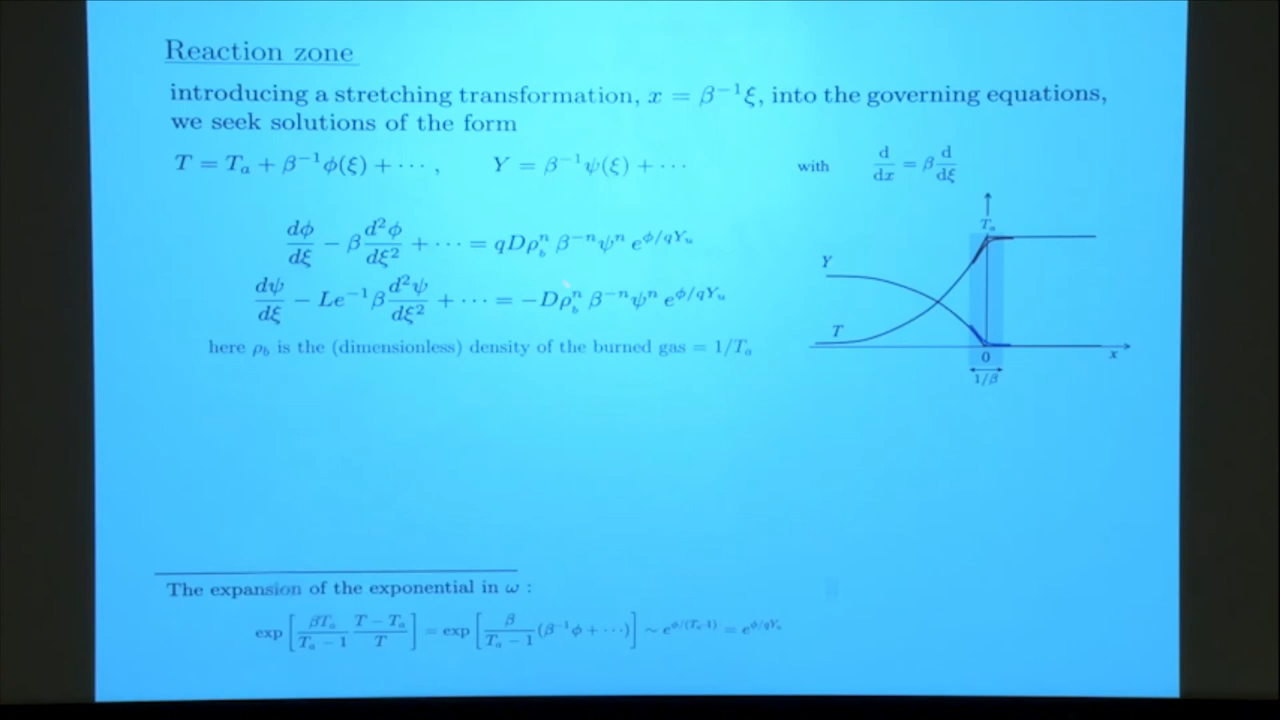 Reaction zone
introducing a stretching transformation, x = β⁻¹ξ, into the governing equations,
we seek solutions of the form
T = Tₐ + β⁻¹φ(ξ) + ··· ,   Y = β⁻¹ψ(ξ) + ···   with   d/dx = β d/dξ
dφ/dξ − β d²φ/dξ² + ··· = qDρ_b^n β⁻ⁿψⁿ e^{φ/qY_u}
dψ/dξ − Le⁻¹β d²ψ/dξ² + ··· = −Dρ_b^n β⁻ⁿψⁿ e^{φ/qY_u}
here ρ_b is the (dimensionless) density of the burned gas = 1/Tₐ
Tₐ
Y
T
0
x
1/β
The expansion of the exponential in ω :
exp[ βTₐ/(Tₐ − 1) (T − Tₐ)/T ] = exp[ β/(Tₐ − 1) (β⁻¹φ + ···) ] ∼ e^{φ/(Tₐ−1)} = e^{φ/qY_u}